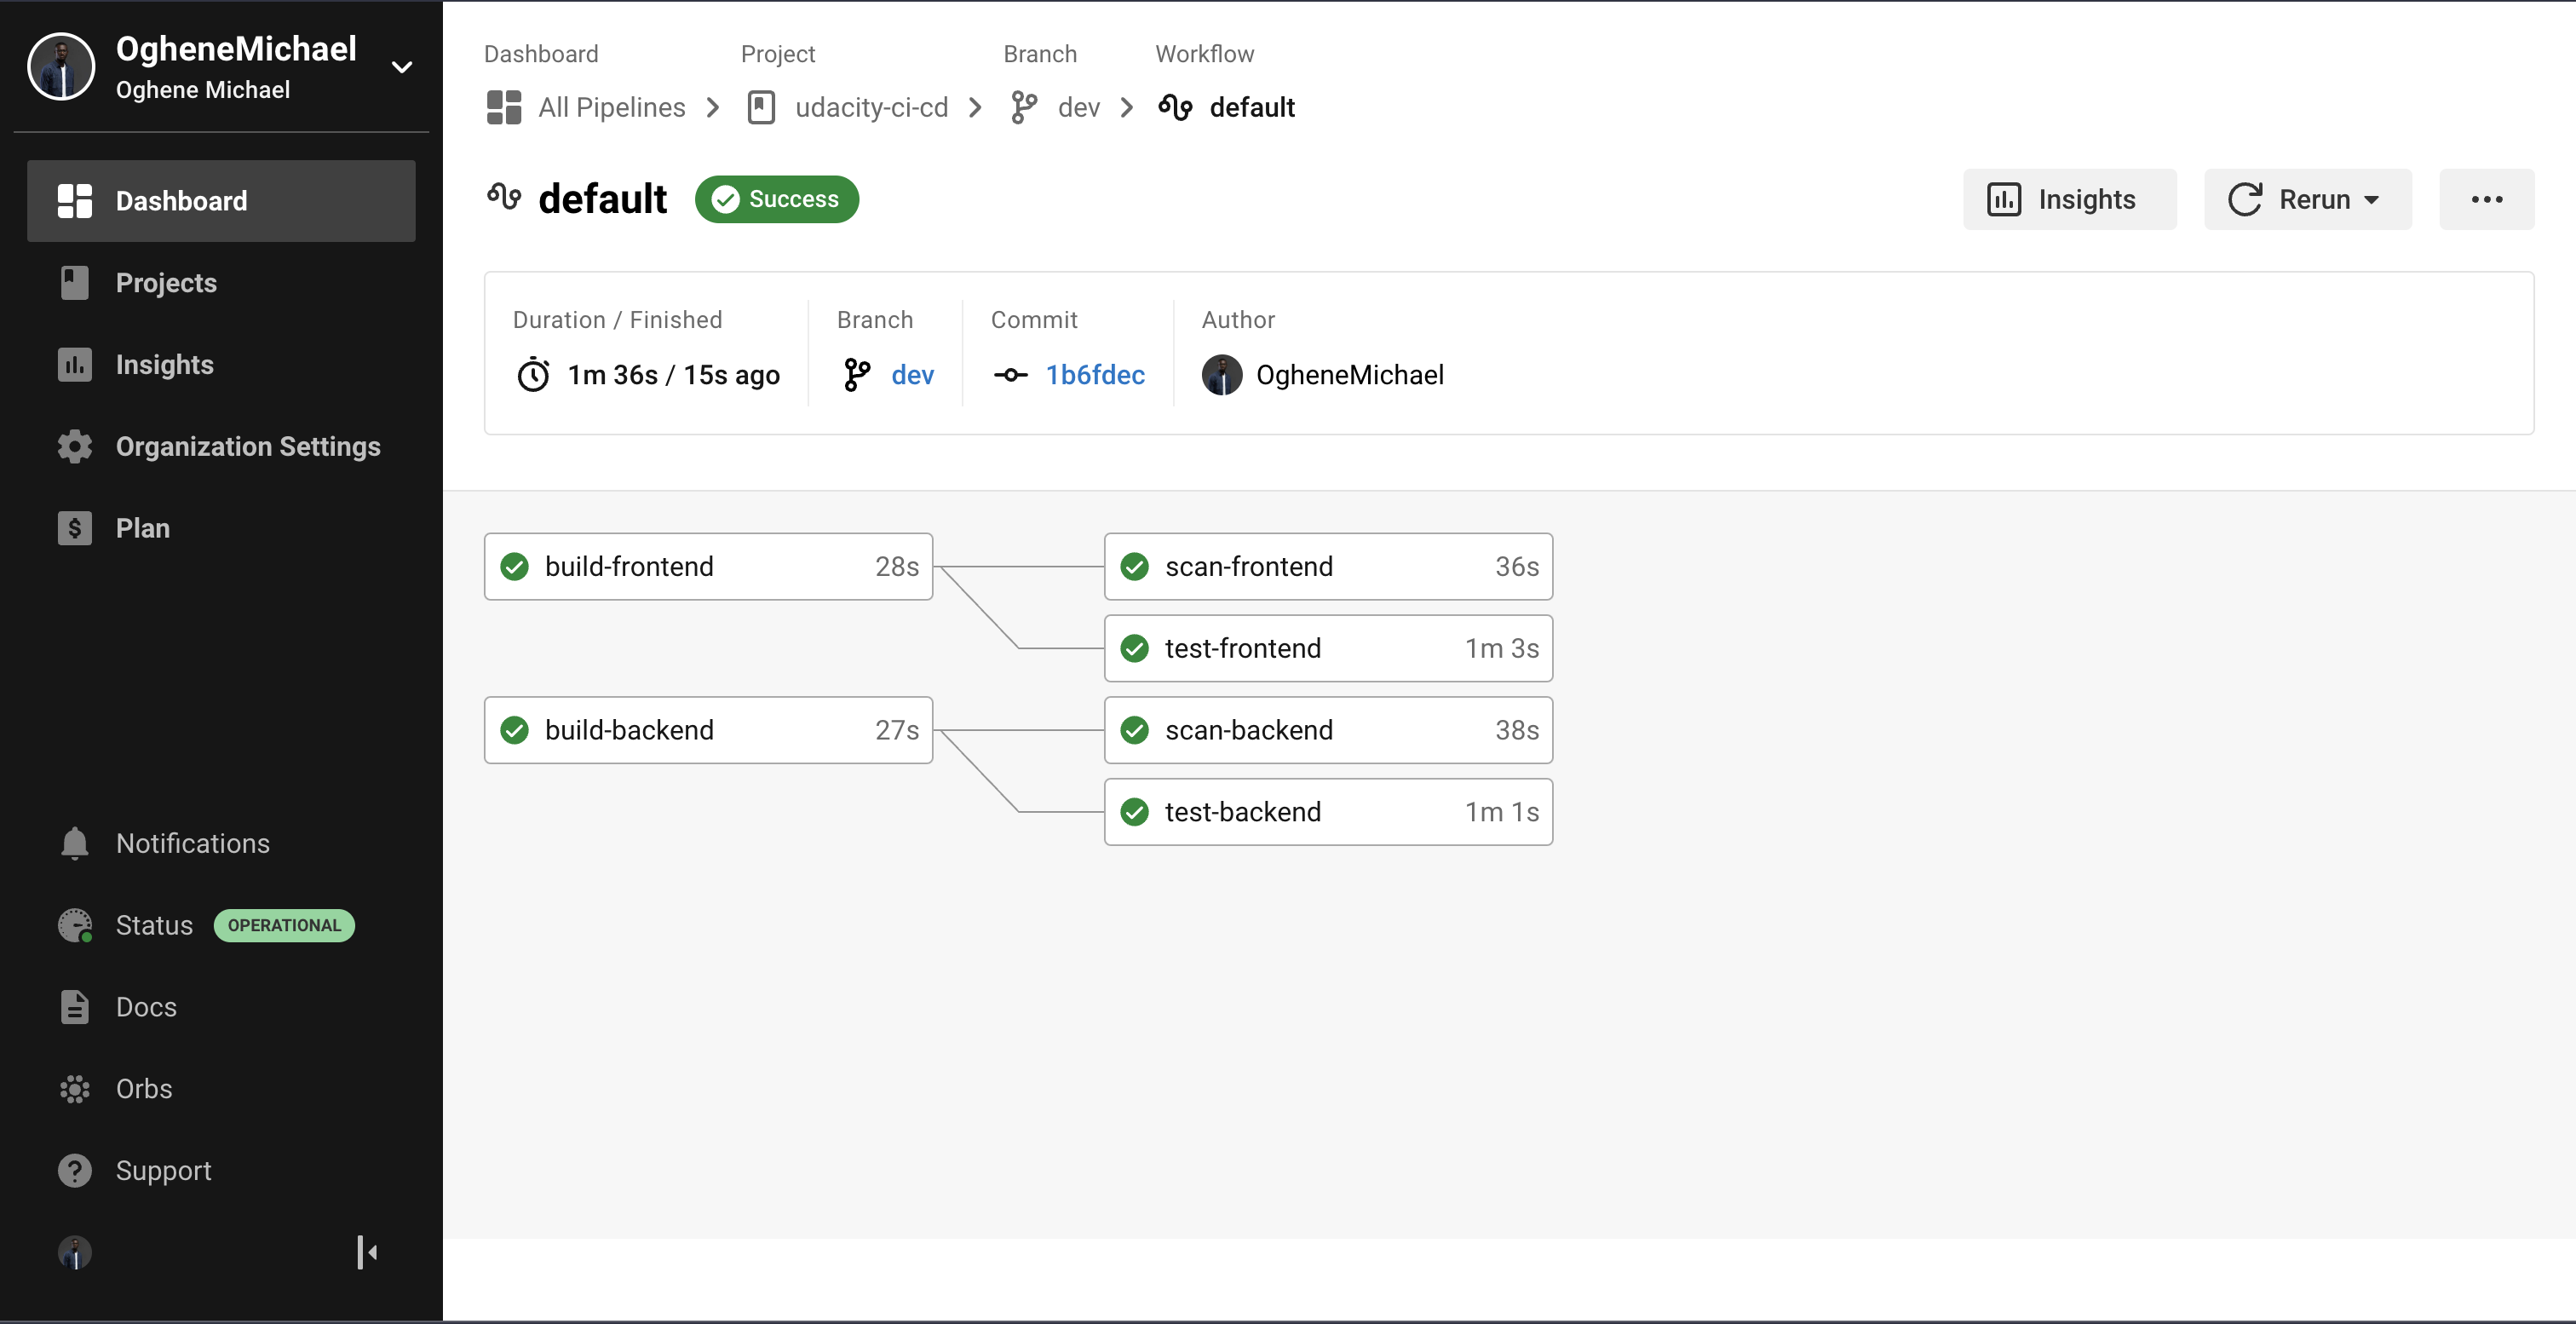 OgheneMichael
Oghene Michael
Dashboard
Projects
Insights
Organization Settings
Plan
Notifications
Status OPERATIONAL
Docs
Orbs
Support
Dashboard Project Branch Workflow
All Pipelines udacity-ci-cd dev default
default Success Insights Rerun
Duration / Finished Branch Commit Author
1m 36s / 15s ago dev 1b6fdec OgheneMichael
build-frontend 28s scan-frontend 36s
test-frontend 1m 3s
build-backend 27s scan-backend 38s
test-backend 1m 1s